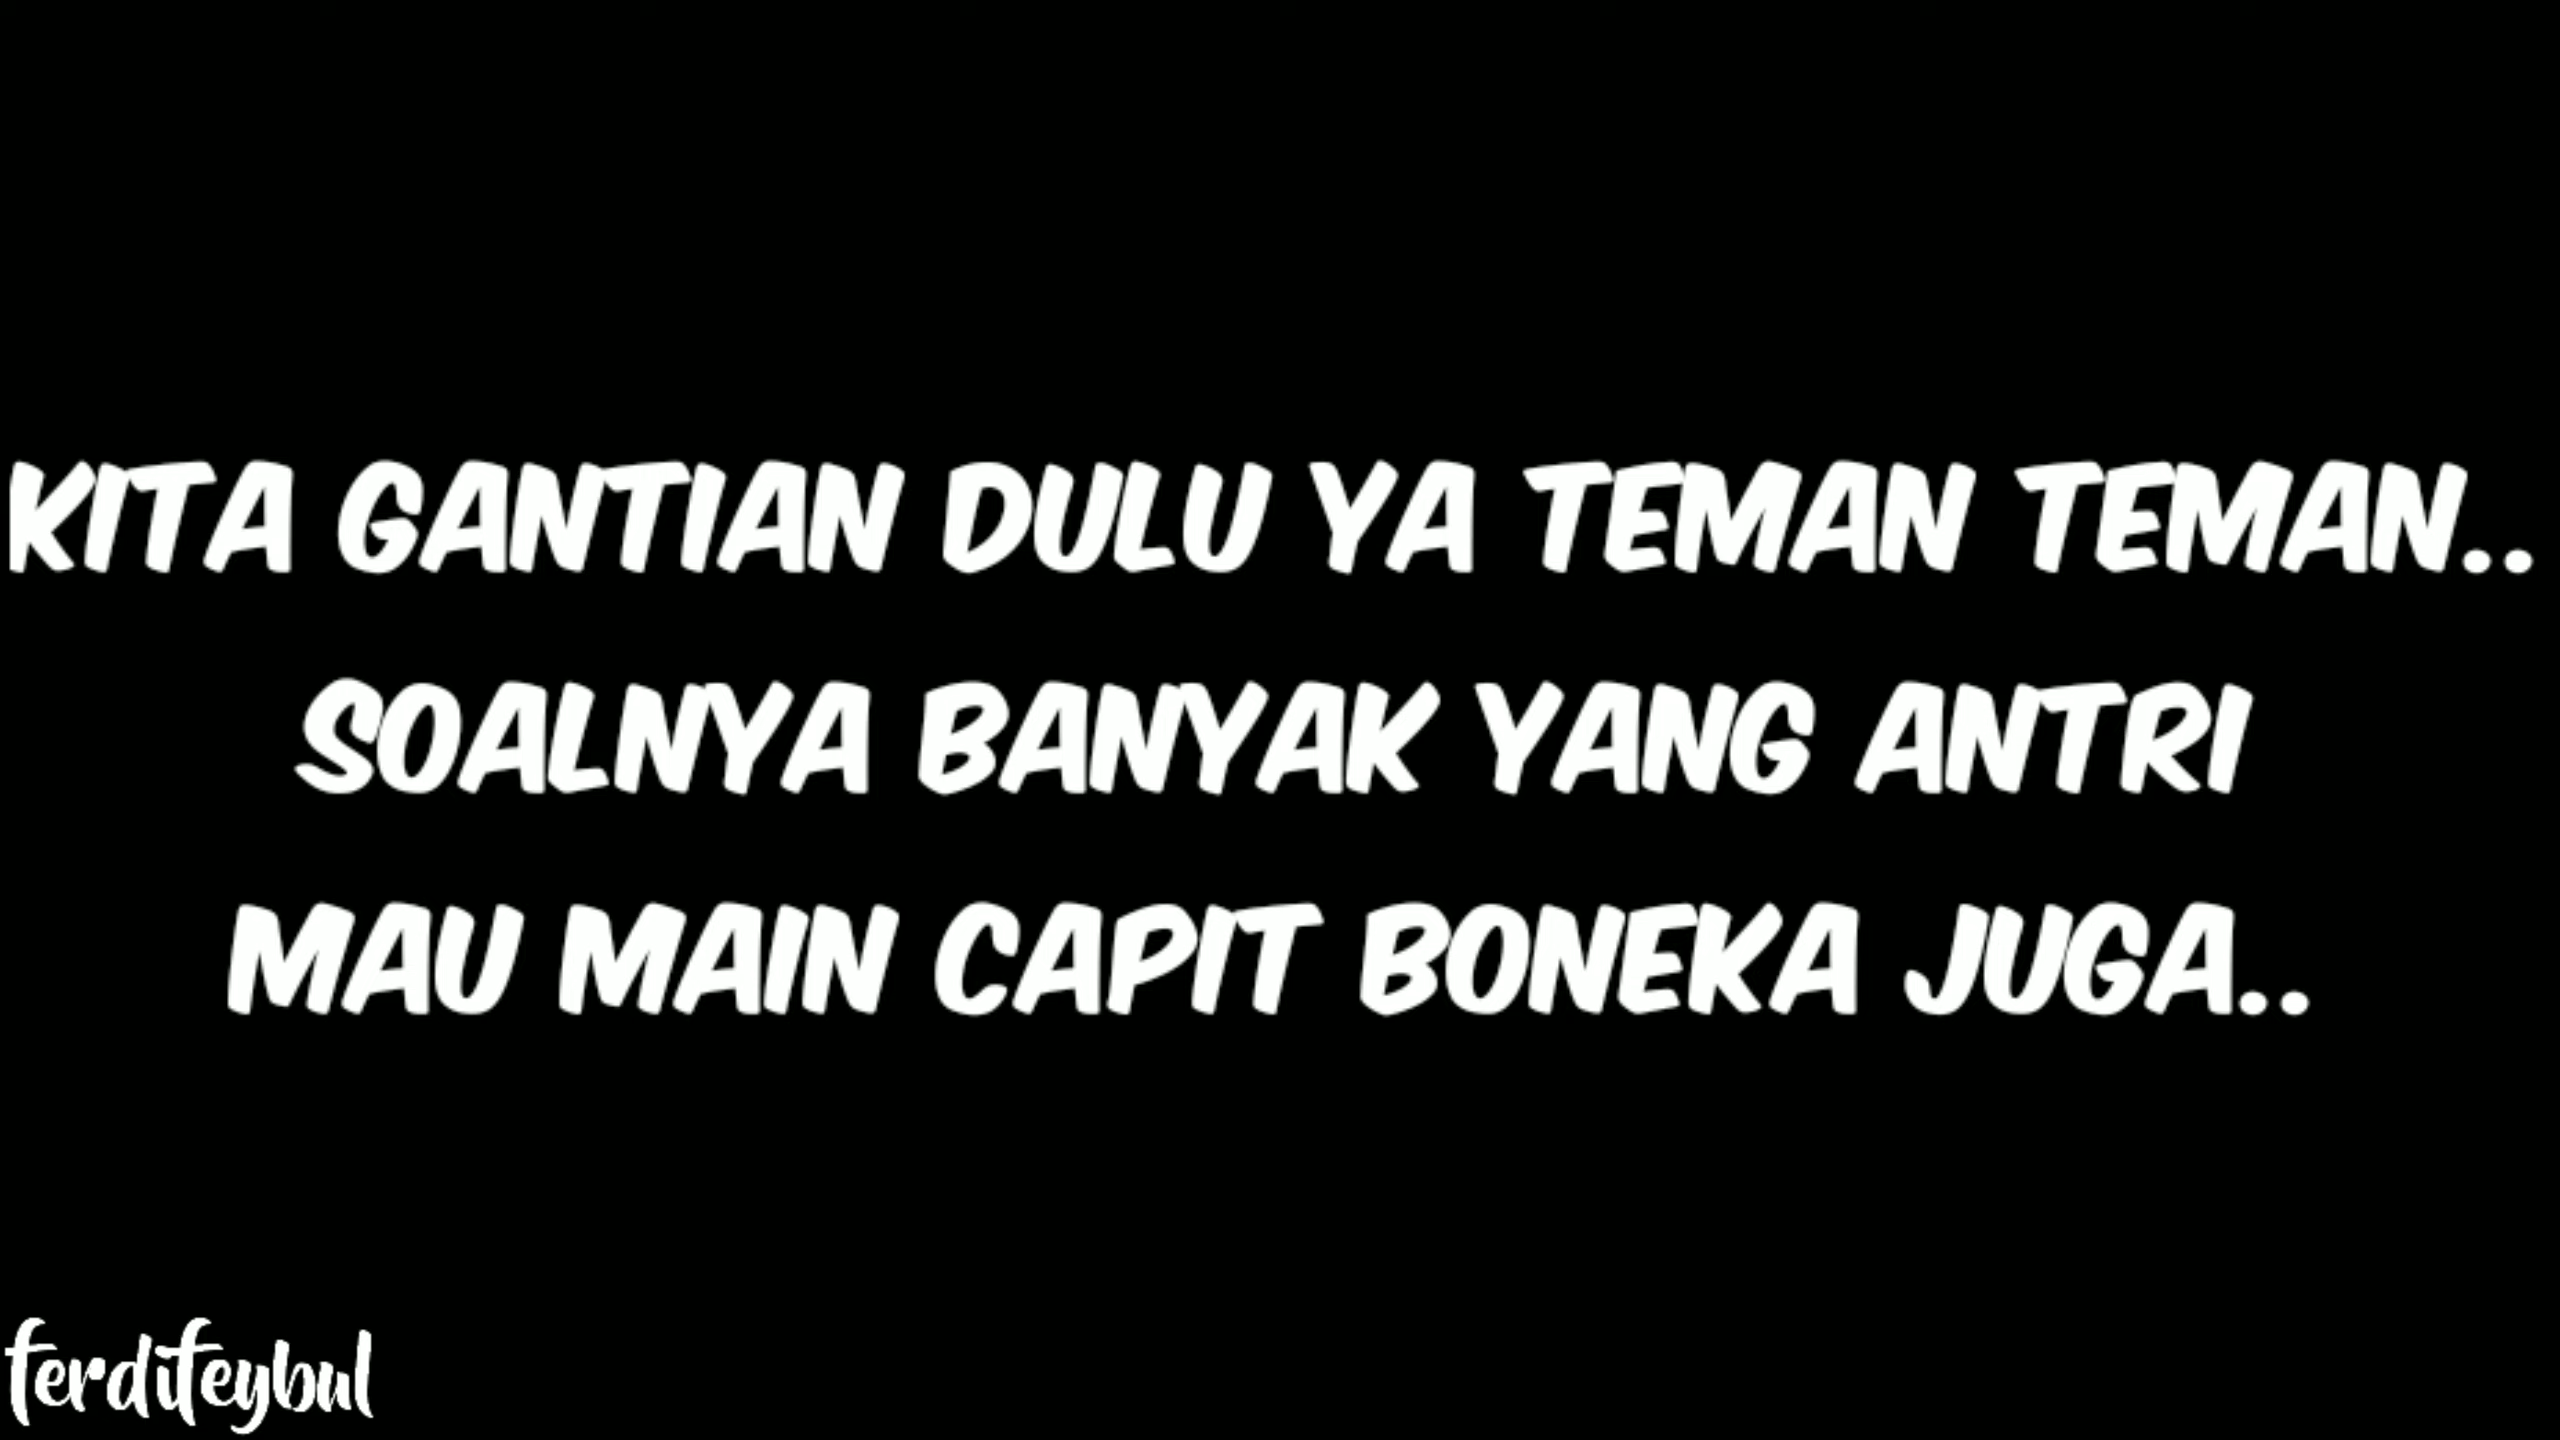 KITA GANTIAN DULU YA TEMAN TEMAN..
SOALNYA BANYAK YANG ANTRI
MAU MAIN CAPIT BONEKA JUGA..
ferdifeybul